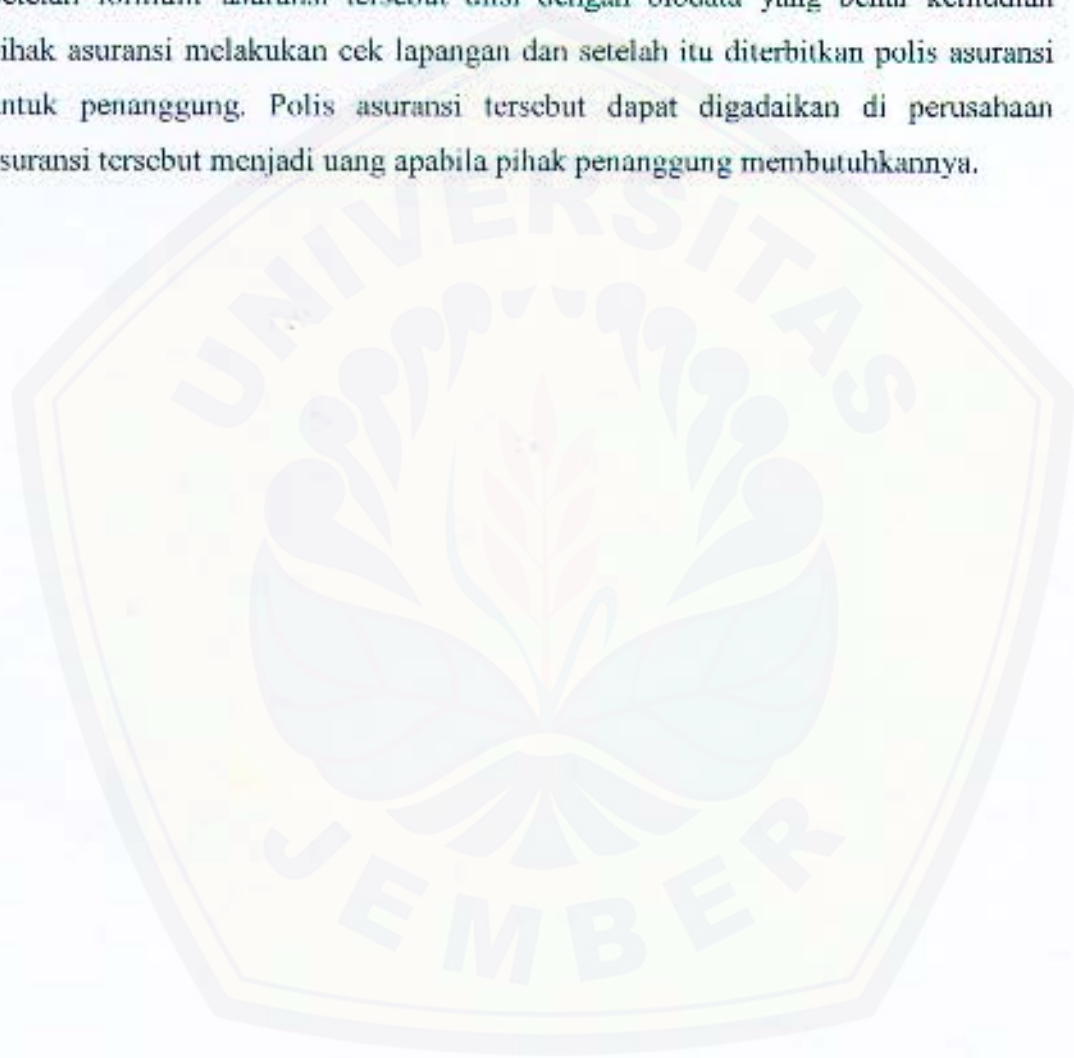 formulir asuransi tersebut diisi dengan biodata yang benar kemudian
ihak asuransi melakukan cek lapangan dan setelah itu diterbitkan polis asuransi
ntuk penanggung. Polis asuransi tersebut dapat digadaikan di perusahaan
suransi tersebut menjadi uang apabila pihak penanggung membutuhkannya.
UNIVERSITAS
JEMBER